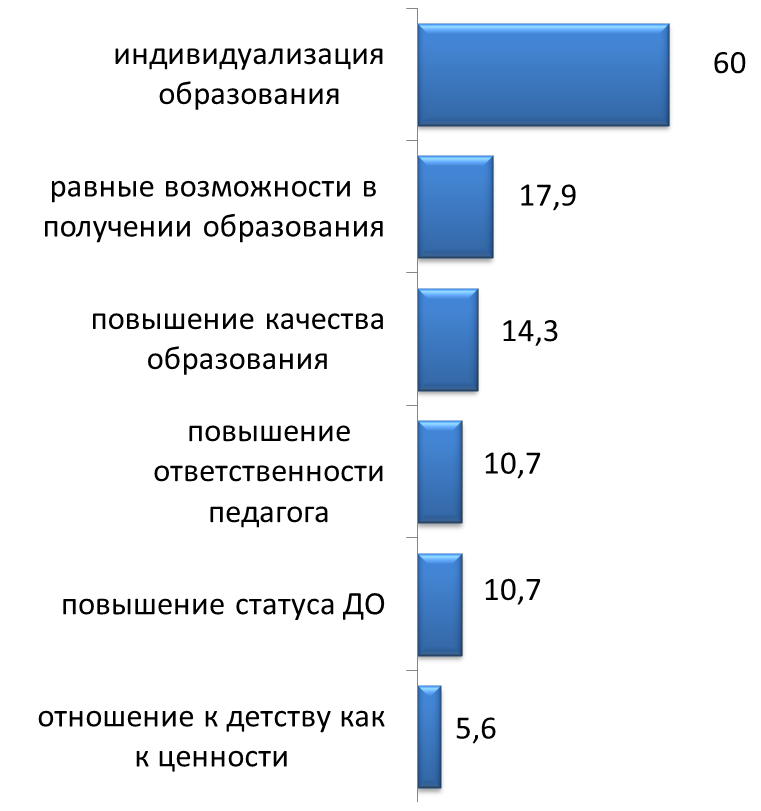 индивидуализация
образования
60
равные возможности в
получении образования
17,9
повышение качества
образования
14,3
повышение
ответственности
педагога
10,7
повышение статуса ДО
10,7
отношение к детству как
к ценности
5,6